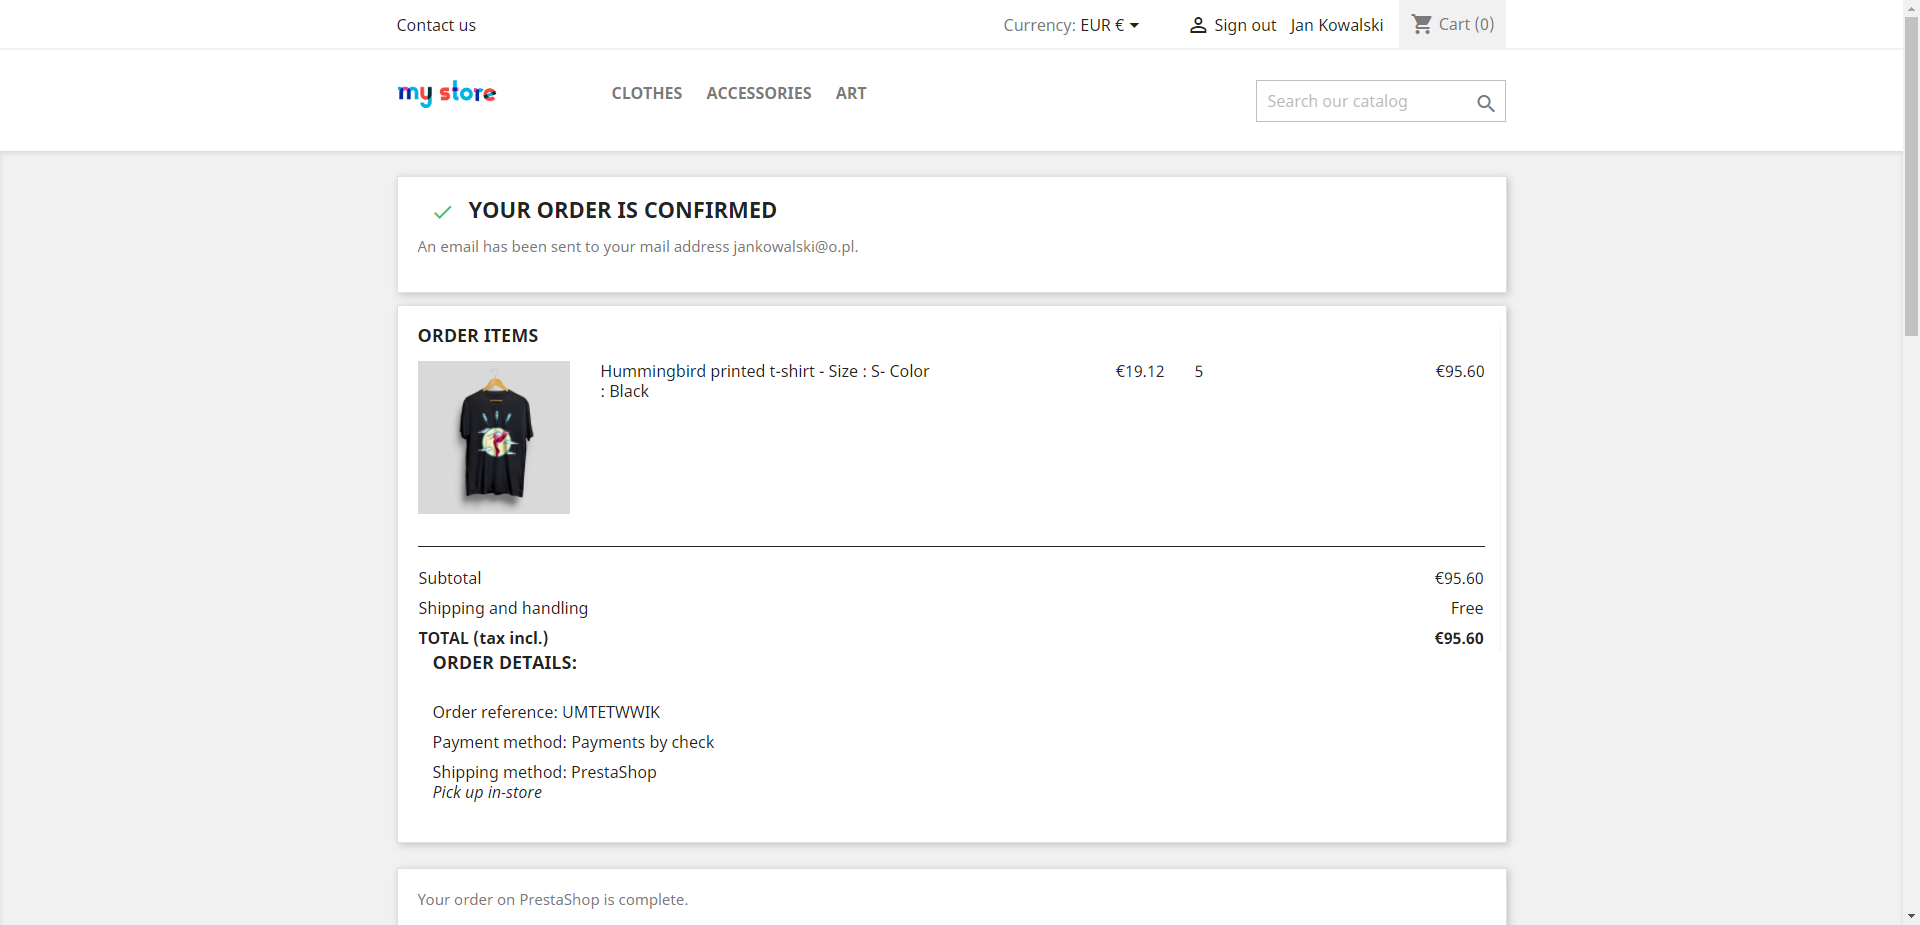 Contact us
Currency: EUR €
Sign out
Jan Kowalski
Cart (0)
my store
CLOTHES
ACCESSORIES
ART
Search our catalog
YOUR ORDER IS CONFIRMED
An email has been sent to your mail address jankowalski@o.pl.
ORDER ITEMS
Hummingbird printed t-shirt - Size : S- Color
: Black
€19.12
5
€95.60
Subtotal €95.60
Shipping and handling Free
TOTAL (tax incl.) €95.60
ORDER DETAILS:
Order reference: UMTETWWIK
Payment method: Payments by check
Shipping method: PrestaShop
Pick up in-store
Your order on PrestaShop is complete.